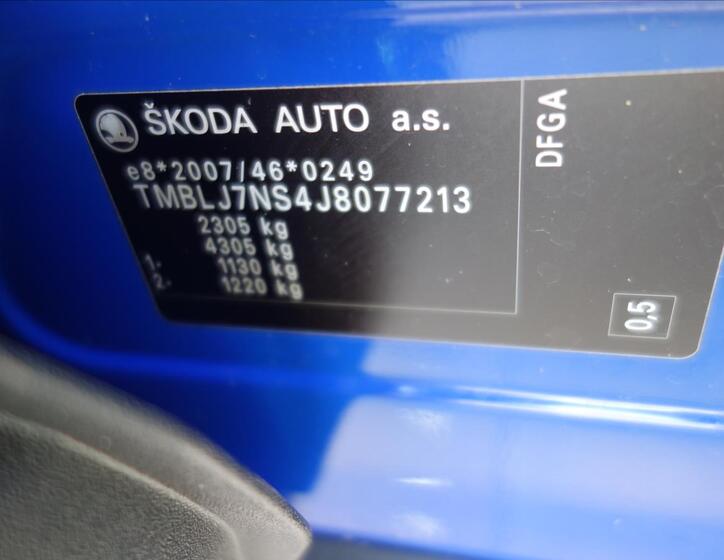 ŠKODA AUTO a.s.
e8*2007/46*0249
TMBLJ7NS4J8077213
2305 kg
4305 kg
1. 1130 kg
2. 1220 kg
DFGA
0,5